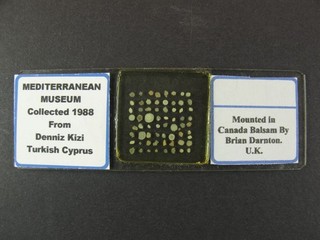 MEDITERRANEAN
MUSEUM
Collected 1988
From
Denniz Kizi
Turkish Cyprus
Mounted in
Canada Balsam By
Brian Darnton.
U.K.